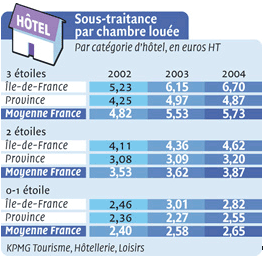 HÔTEL
Sous-traitance
par chambre louée
Par catégorie d'hôtel, en euros HT
3 étoiles 2002 2003 2004
Île-de-France 5,23 6,15 6,70
Province 4,25 4,97 4,87
Moyenne France 4,82 5,53 5,73
2 étoiles
Île-de-France 4,11 4,36 4,62
Province 3,08 3,09 3,20
Moyenne France 3,53 3,62 3,87
0-1 étoile
Île-de-France 2,46 3,01 2,82
Province 2,36 2,27 2,55
Moyenne France 2,40 2,58 2,65
KPMG Tourisme, Hôtellerie, Loisirs